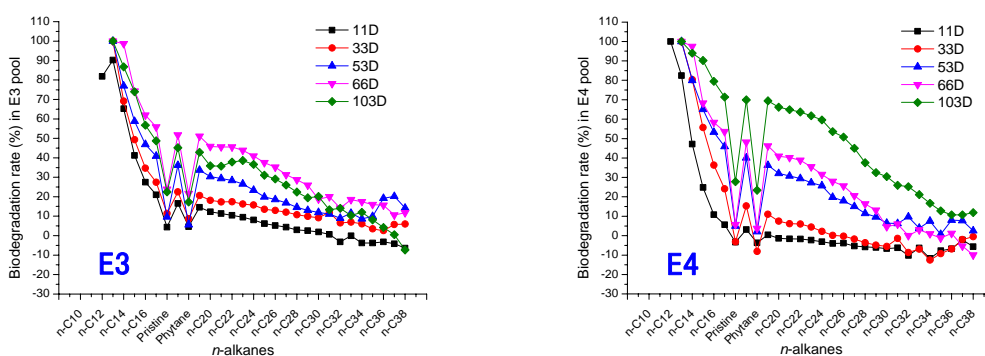 Biodegradation rate (%) in E3 pool
110
100
90
80
70
60
50
40
30
20
10
0
-10
-20
-30
11D
33D
53D
66D
103D
E3
n-C10
n-C12
n-C14
n-C16
Pristine
Phytane
n-C20
n-C22
n-C24
n-C26
n-C28
n-C30
n-C32
n-C34
n-C36
n-C38
n-alkanes
Biodegradation rate (%) in E4 pool
110
100
90
80
70
60
50
40
30
20
10
0
-10
-20
-30
11D
33D
53D
66D
103D
E4
n-C10
n-C12
n-C14
n-C16
Pristine
Phytane
n-C20
n-C22
n-C24
n-C26
n-C28
n-C30
n-C32
n-C34
n-C36
n-C38
n-alkanes